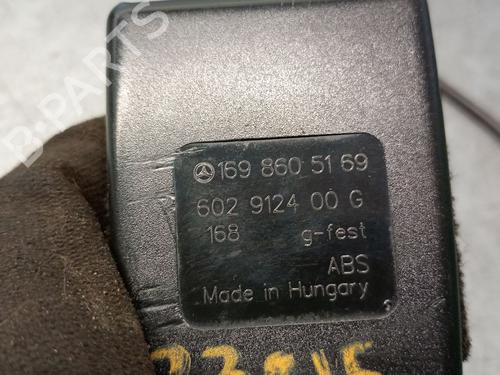 B-PARTS
169 860 51 69
602 9124 00 G
168 g-fest
ABS
Made in Hungary